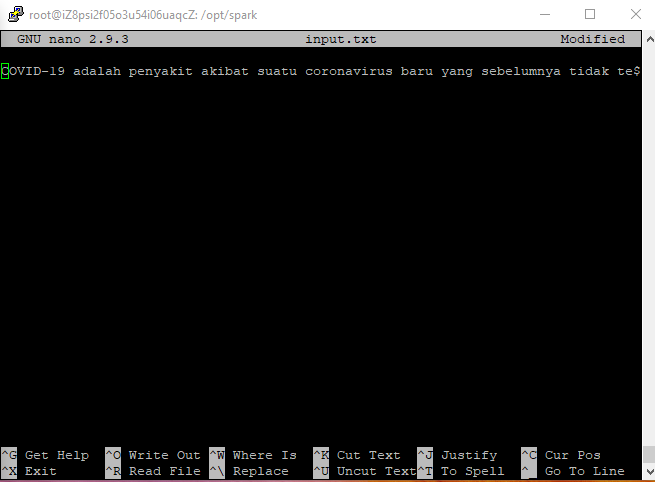 root@iZ8psi2f05o3u54i06uaqcZ: /opt/spark
GNU nano 2.9.3 input.txt Modified
COVID-19 adalah penyakit akibat suatu coronavirus baru yang sebelumnya tidak te$
^G Get Help ^O Write Out ^W Where Is ^K Cut Text ^J Justify ^C Cur Pos
^X Exit ^R Read File ^\ Replace ^U Uncut Text ^T To Spell ^_ Go To Line